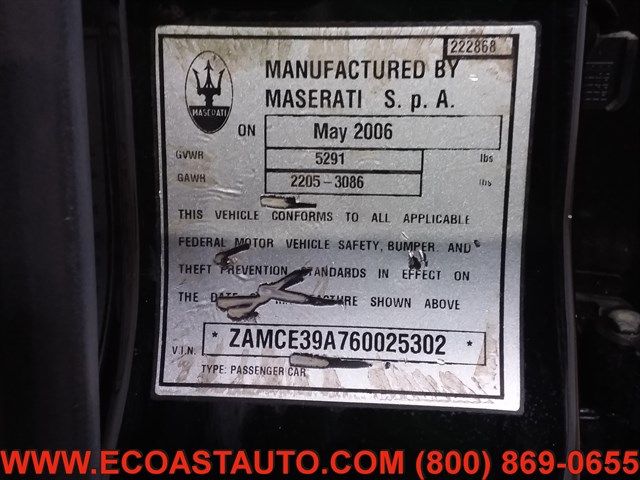 222868
MANUFACTURED BY
MASERATI S. p. A.
MASERATI
ON May 2006
GVWR 5291 lbs
GAWR 2205-3086 lbs
THIS VEHICLE CONFORMS TO ALL APPLICABLE
FEDERAL MOTOR VEHICLE SAFETY, BUMPER AND
THEFT PREVENTION STANDARDS IN EFFECT ON
THE DATE MANUFACTURE SHOWN ABOVE
V.I.N. * ZAMCE39A760025302 *
TYPE: PASSENGER CAR
WWW.ECOASTAUTO.COM (800) 869-0655